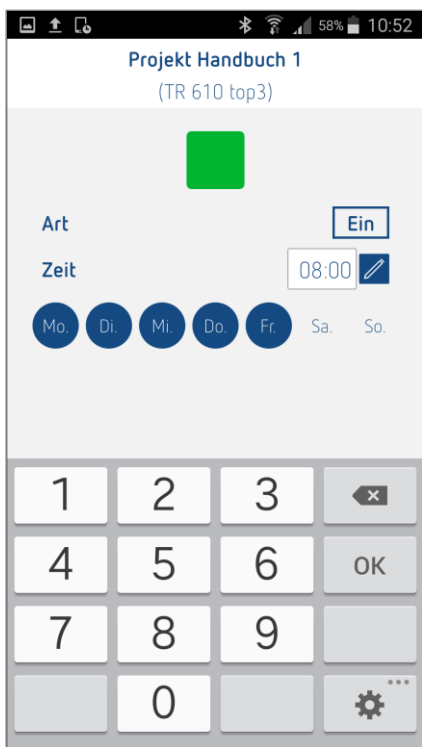 58% 10:52
Projekt Handbuch 1
(TR 610 top3)
Art Ein
Zeit 08:00
Mo. Di. Mi. Do. Fr. Sa. So.
1 2 3
4 5 6 OK
7 8 9
0